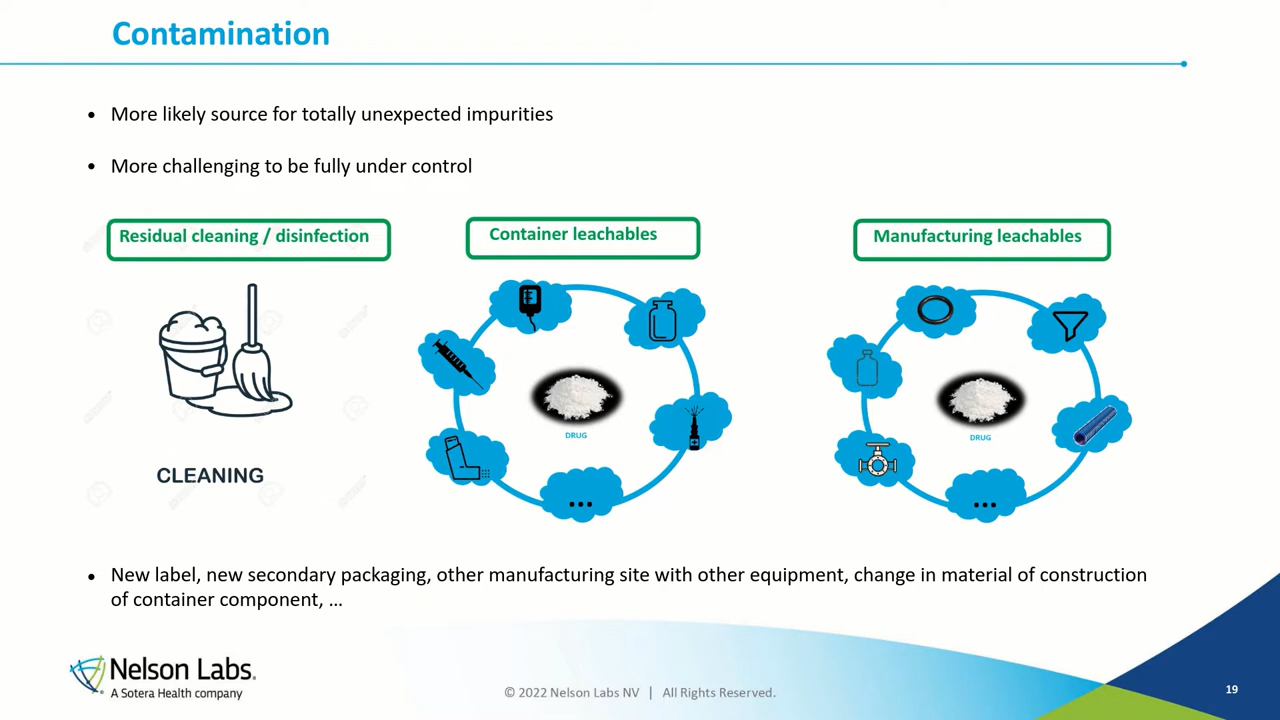 Contamination
• More likely source for totally unexpected impurities
• More challenging to be fully under control
Residual cleaning / disinfection
Container leachables
Manufacturing leachables
CLEANING
DRUG
...
DRUG
...
• New label, new secondary packaging, other manufacturing site with other equipment, change in material of construction
of container component, …
Nelson Labs.
A Sotera Health company
© 2022 Nelson Labs NV | All Rights Reserved.
19